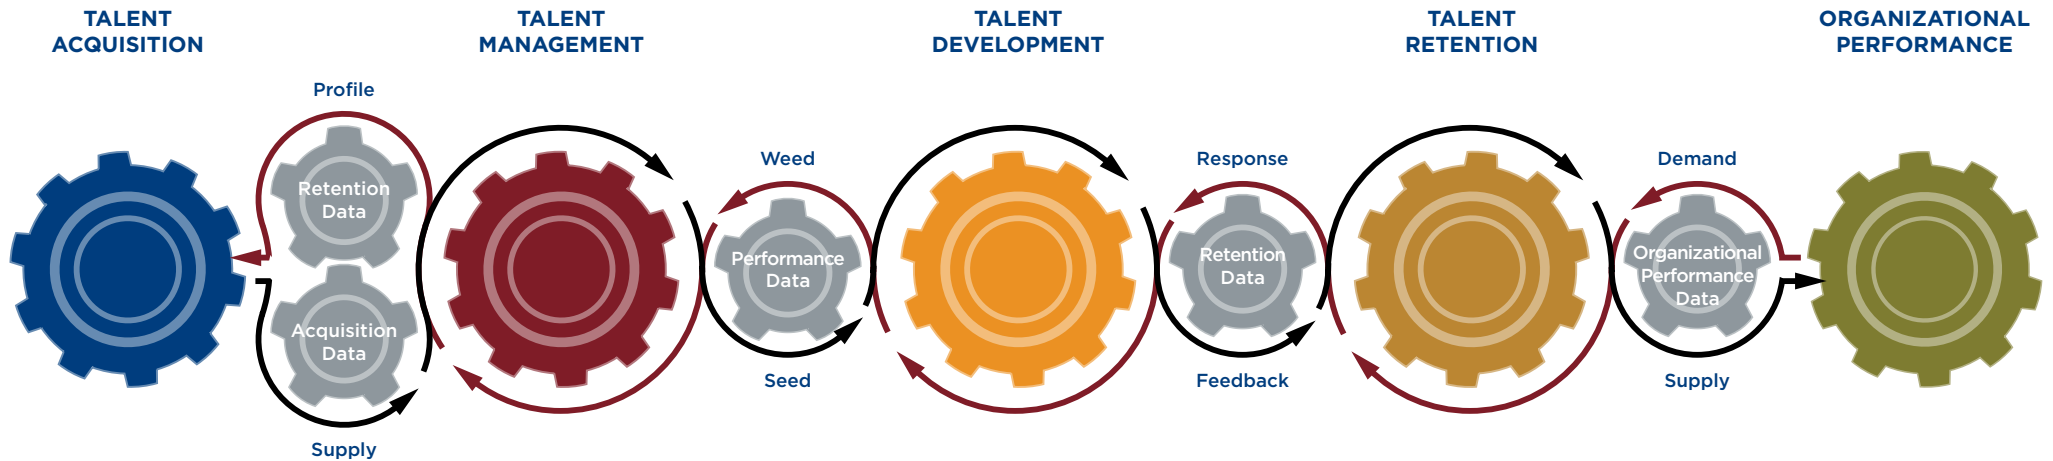 TALENT
ACQUISITION
TALENT
MANAGEMENT
TALENT
DEVELOPMENT
TALENT
RETENTION
ORGANIZATIONAL
PERFORMANCE
Profile
Retention
Data
Acquisition
Data
Supply
Weed
Performance
Data
Seed
Response
Retention
Data
Feedback
Demand
Organizational
Performance
Data
Supply